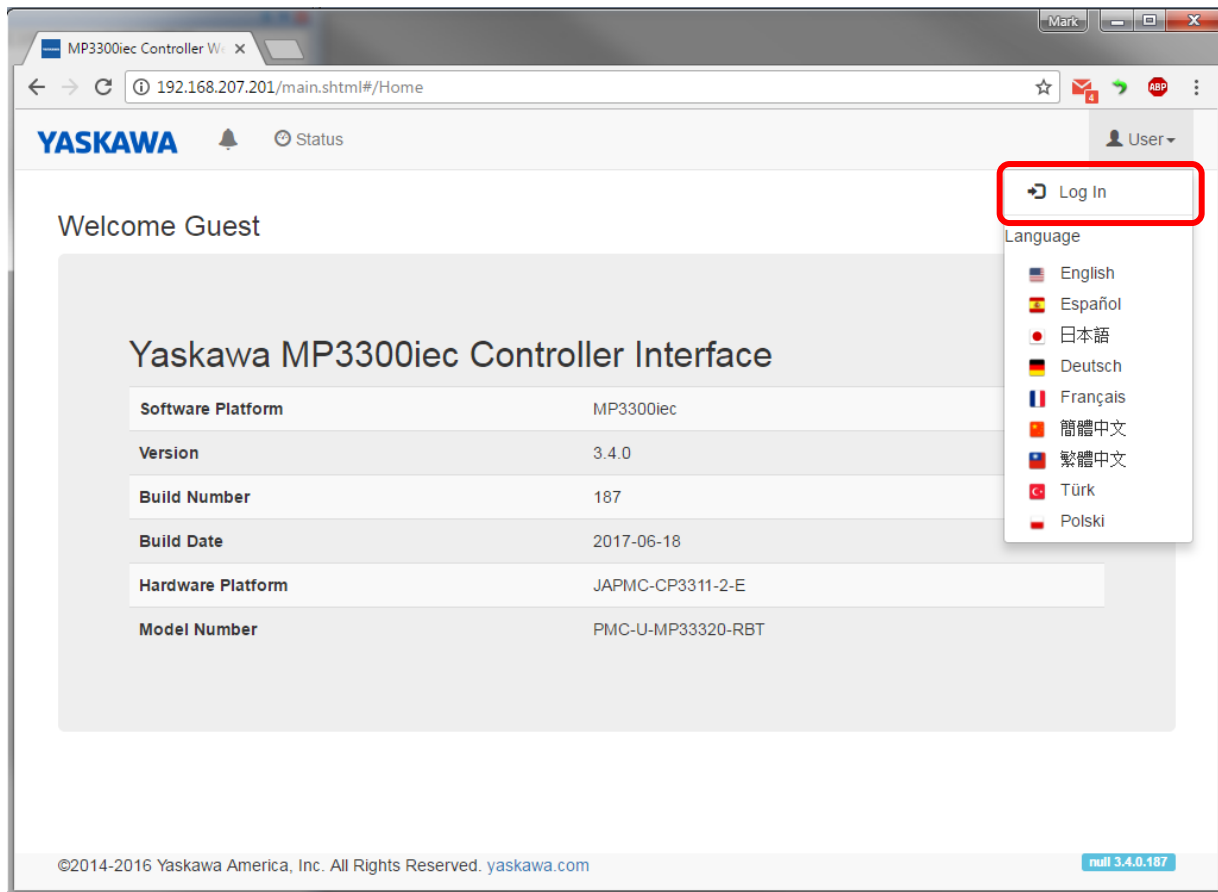 Mark
MP3300iec Controller W
192.168.207.201/main.shtml#/Home
4
ABP
YASKAWA
Status
User
Log In
Welcome Guest
Language
English
Español
日本語
Deutsch
Français
簡體中文
繁體中文
Türk
Polski
Yaskawa MP3300iec Controller Interface
Software Platform MP3300iec
Version 3.4.0
Build Number 187
Build Date 2017-06-18
Hardware Platform JAPMC-CP3311-2-E
Model Number PMC-U-MP33320-RBT
©2014-2016 Yaskawa America, Inc. All Rights Reserved. yaskawa.com
null 3.4.0.187